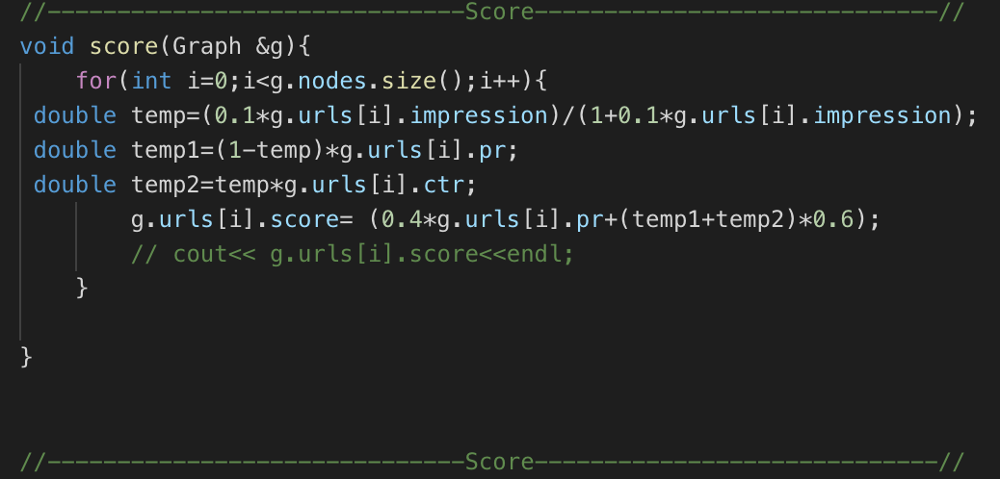 //------------------------------Score-----------------------------//
void score(Graph &g){
    for(int i=0;i<g.nodes.size();i++){
 double temp=(0.1*g.urls[i].impression)/(1+0.1*g.urls[i].impression);
 double temp1=(1-temp)*g.urls[i].pr;
 double temp2=temp*g.urls[i].ctr;
        g.urls[i].score= (0.4*g.urls[i].pr+(temp1+temp2)*0.6);
        // cout<< g.urls[i].score<<endl;
    }
}
//------------------------------Score-----------------------------//